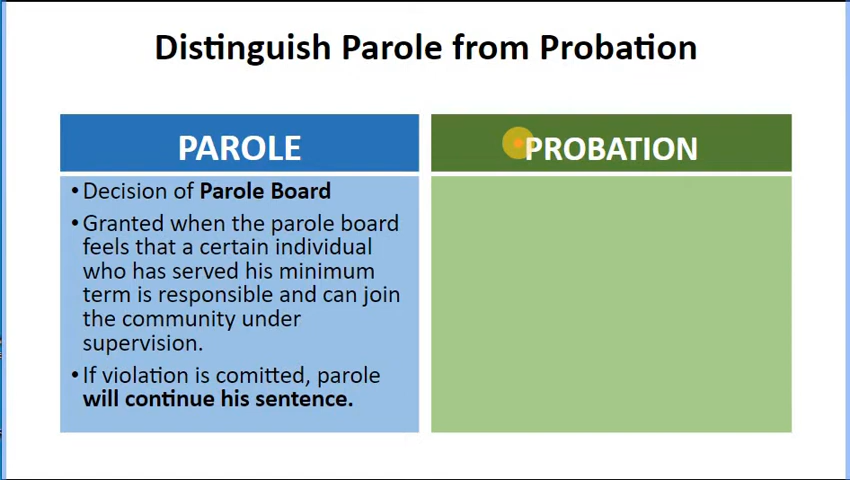 Distinguish Parole from Probation
PAROLE
•Decision of Parole Board
•Granted when the parole board
feels that a certain individual
who has served his minimum
term is responsible and can join
the community under
supervision.
•If violation is comitted, parole
will continue his sentence.
PROBATION